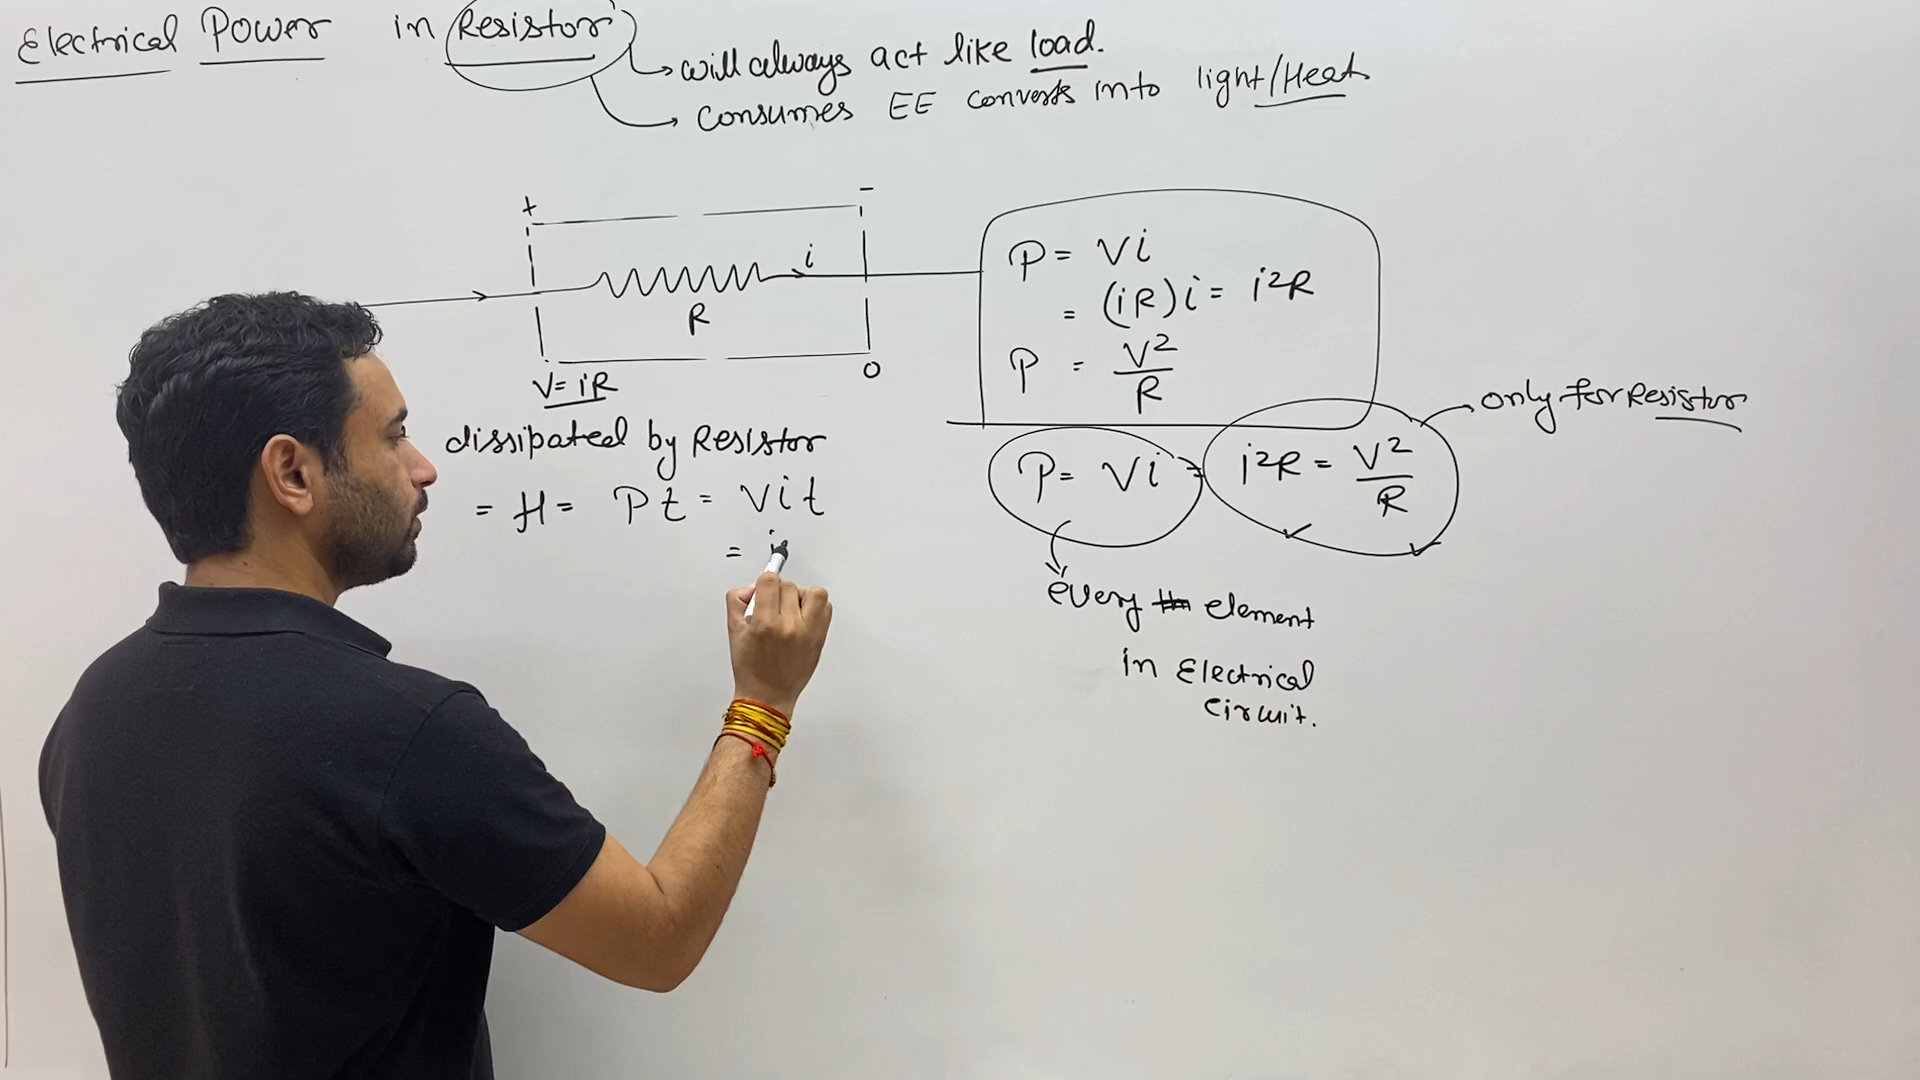 Electrical Power in Resistor
will always act like load.
consumes EE converts into light/Heat
+ -
i
R
V= iR
0
P= Vi
= (iR)i= i²R
P = V²/R
only for Resistor
P= Vi = i²R = V²/R
every element
in Electrical
circuit.
dissipated by Resistor
= H= Pt= Vit
= i